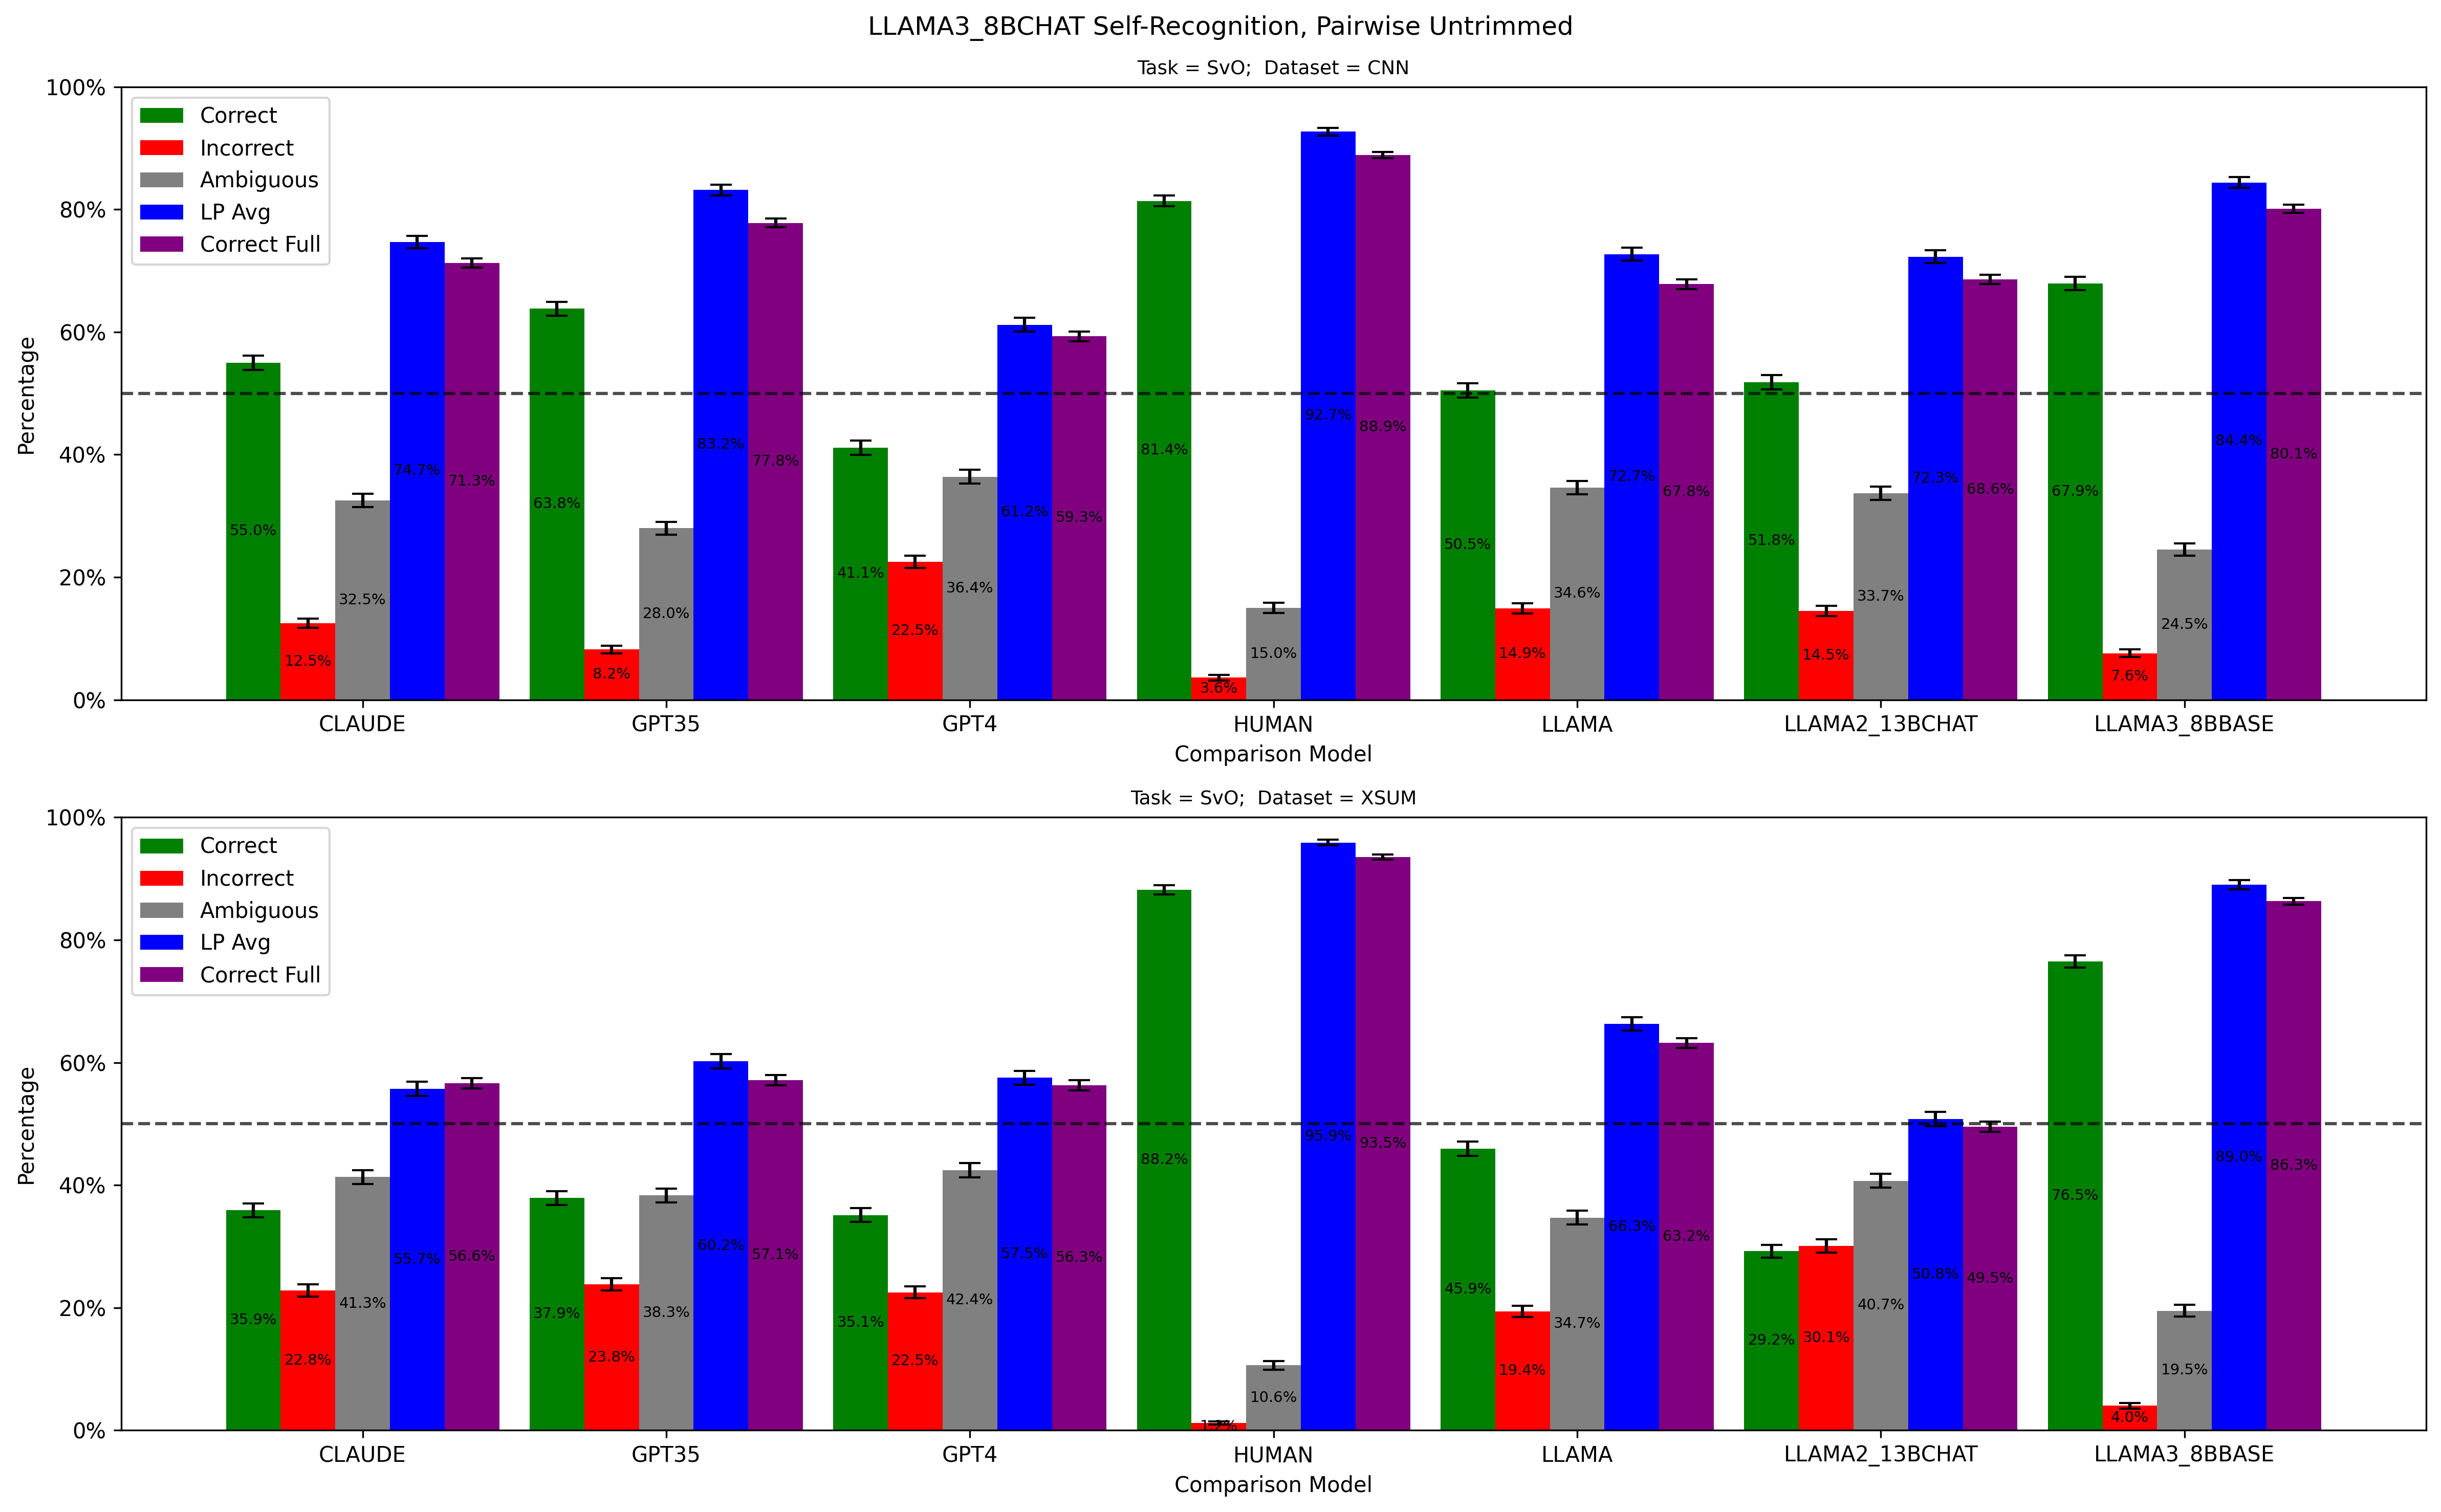 LLAMA3_8BCHAT Self-Recognition, Pairwise Untrimmed
Task = SvO;  Dataset = CNN
100%
80%
60%
40%
20%
0%
Percentage
Correct
Incorrect
Ambiguous
LP Avg
Correct Full
55.0%
12.5%
32.5%
74.7%
71.3%
63.8%
8.2%
28.0%
83.2%
77.8%
41.1%
22.5%
36.4%
61.2%
59.3%
81.4%
3.6%
15.0%
92.7%
88.9%
50.5%
14.9%
34.6%
72.7%
67.8%
51.8%
14.5%
33.7%
72.3%
68.6%
67.9%
7.6%
24.5%
84.4%
80.1%
CLAUDE
GPT35
GPT4
HUMAN
LLAMA
LLAMA2_13BCHAT
LLAMA3_8BBASE
Comparison Model
Task = SvO;  Dataset = XSUM
100%
80%
60%
40%
20%
0%
Percentage
Correct
Incorrect
Ambiguous
LP Avg
Correct Full
35.9%
22.8%
41.3%
55.7%
56.6%
37.9%
23.8%
38.3%
60.2%
57.1%
35.1%
22.5%
42.4%
57.5%
56.3%
88.2%
10.6%
95.9%
93.5%
45.9%
19.4%
34.7%
66.3%
63.2%
29.2%
30.1%
40.7%
50.8%
49.5%
76.5%
4.0%
19.5%
89.0%
86.3%
CLAUDE
GPT35
GPT4
HUMAN
LLAMA
LLAMA2_13BCHAT
LLAMA3_8BBASE
Comparison Model